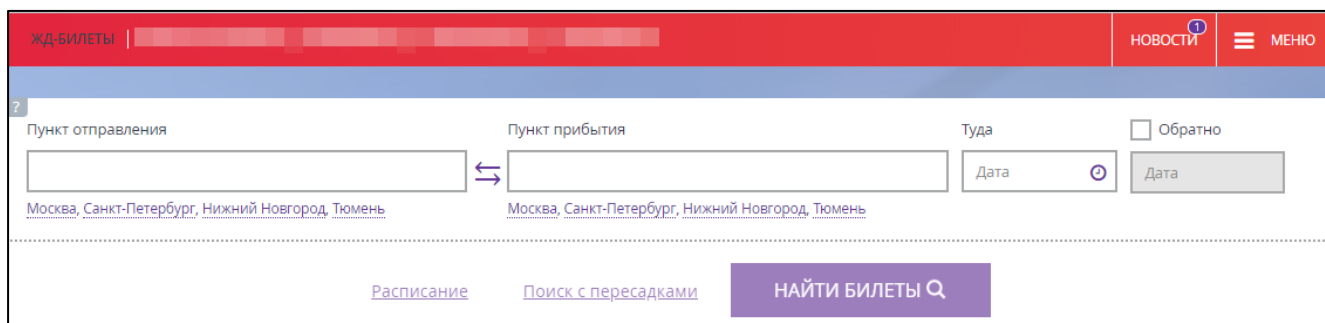 ЖД-БИЛЕТЫ НОВОСТИ 1 МЕНЮ
?
Пункт отправления Пункт прибытия Туда Обратно
Дата Дата
Москва, Санкт-Петербург, Нижний Новгород, Тюмень Москва, Санкт-Петербург, Нижний Новгород, Тюмень
Расписание Поиск с пересадками НАЙТИ БИЛЕТЫ